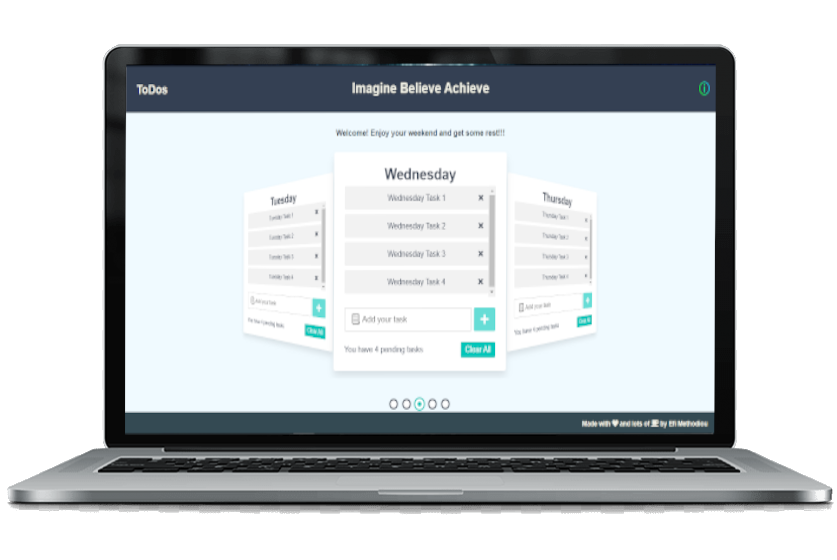 ToDos
Imagine Believe Achieve
Welcome! Enjoy your weekend and get some rest!!!
Tuesday
Tuesday Task 1
Tuesday Task 2
Tuesday Task 3
Tuesday Task 4
Add your task
You have 4 pending tasks
Clear All
Wednesday
Wednesday Task 1
Wednesday Task 2
Wednesday Task 3
Wednesday Task 4
Add your task
You have 4 pending tasks
Clear All
Thursday
Thursday Task 1
Thursday Task 2
Thursday Task 3
Thursday Task 4
Add your task
You have 4 pending tasks
Clear All
Made with and lots of by Efi Methodiou